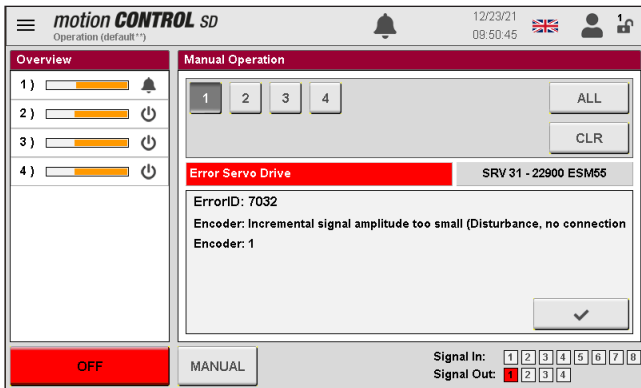 motion CONTROL SD
Operation (default**)
12/23/21
09:50:45
1
Overview
1)
2)
3)
4)
Manual Operation
1 2 3 4
ALL
CLR
Error Servo Drive
SRV 31 - 22900 ESM55
ErrorID: 7032
Encoder: Incremental signal amplitude too small (Disturbance, no connection
Encoder: 1
OFF
MANUAL
Signal In: 1 2 3 4 5 6 7 8
Signal Out: 1 2 3 4